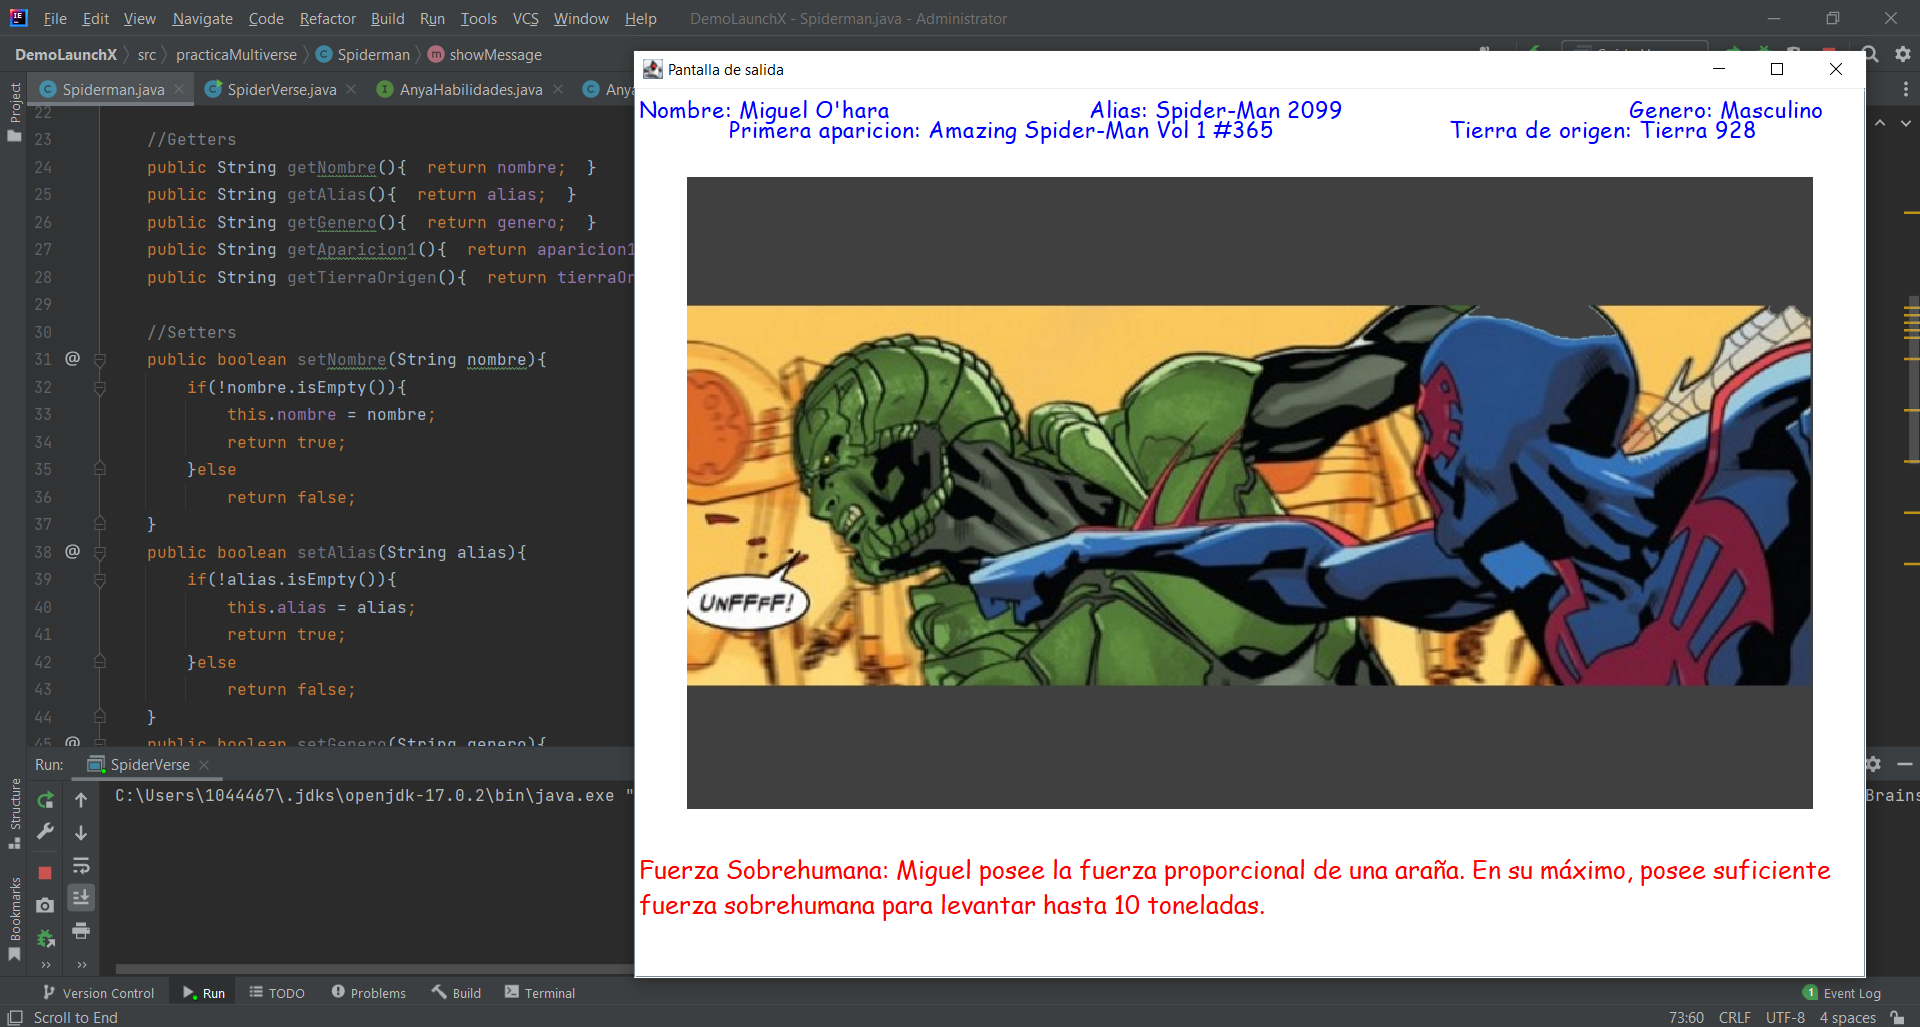 File Edit View Navigate Code Refactor Build Run Tools VCS Window Help DemoLaunchX - Spiderman.java - Administrator
DemoLaunchX src practicaMultiverse Spiderman showMessage
Project
Spiderman.java SpiderVerse.java AnyaHabilidades.java Any
22
23 //Getters
24 public String getNombre(){ return nombre; }
25 public String getAlias(){ return alias; }
26 public String getGenero(){ return genero; }
27 public String getAparicion1(){ return aparicion1
28 public String getTierraOrigen(){ return tierraOr
29
30 //Setters
31 @ public boolean setNombre(String nombre){
32 if(!nombre.isEmpty()){
33 this.nombre = nombre;
34 return true;
35 }else
36 return false;
37 }
38 @ public boolean setAlias(String alias){
39 if(!alias.isEmpty()){
40 this.alias = alias;
41 return true;
42 }else
43 return false;
44 }
45 @ public boolean setGenero(String genero){
Pantalla de salida
Nombre: Miguel O'hara Alias: Spider-Man 2099 Genero: Masculino
Primera aparicion: Amazing Spider-Man Vol 1 #365 Tierra de origen: Tierra 928
UNFFFF!
Fuerza Sobrehumana: Miguel posee la fuerza proporcional de una araña. En su máximo, posee suficiente
fuerza sobrehumana para levantar hasta 10 toneladas.
Run: SpiderVerse
C:\Users\1044467\.jdks\openjdk-17.0.2\bin\java.exe " Brains
Structure
Bookmarks
Version Control Run TODO Problems Build Terminal 1 Event Log
Scroll to End 73:60 CRLF UTF-8 4 spaces